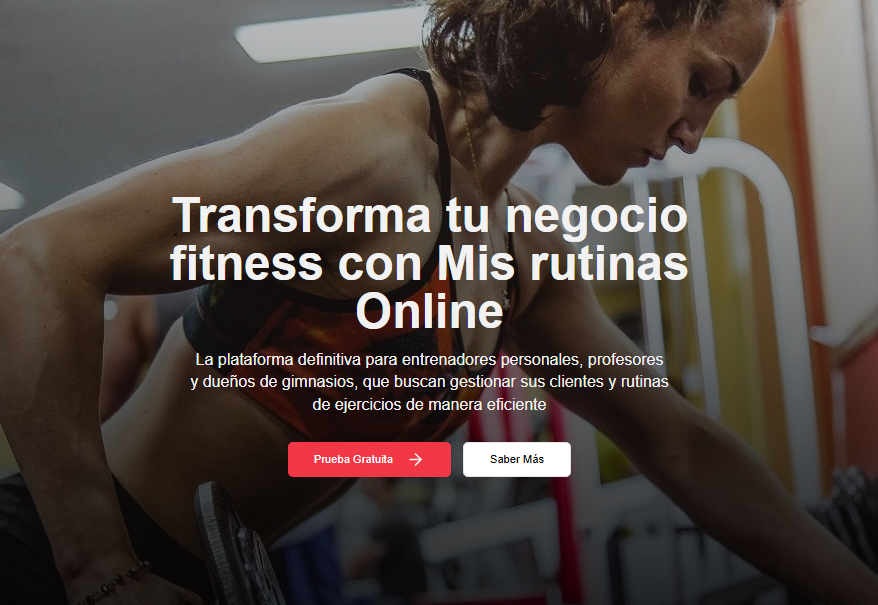 Transforma tu negocio
fitness con Mis rutinas
Online
La plataforma definitiva para entrenadores personales, profesores
y dueños de gimnasios, que buscan gestionar sus clientes y rutinas
de ejercicios de manera eficiente
Prueba Gratuita
Saber Más